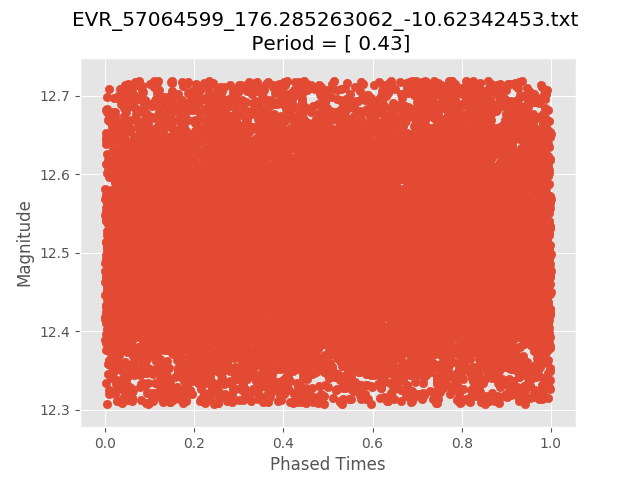 EVR_57064599_176.285263062_-10.62342453.txt
Period = [ 0.43]
12.7
12.6
12.5
12.4
12.3
Magnitude
0.0 0.2 0.4 0.6 0.8 1.0
Phased Times